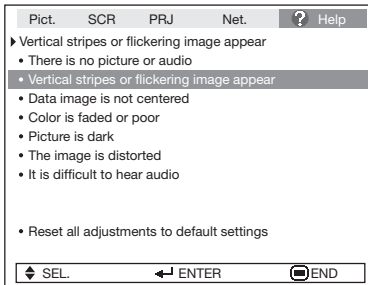 Pict. SCR PRJ Net. ? Help
Vertical stripes or flickering image appear
• There is no picture or audio
• Vertical stripes or flickering image appear
• Data image is not centered
• Color is faded or poor
• Picture is dark
• The image is distorted
• It is difficult to hear audio
• Reset all adjustments to default settings
SEL. ENTER END